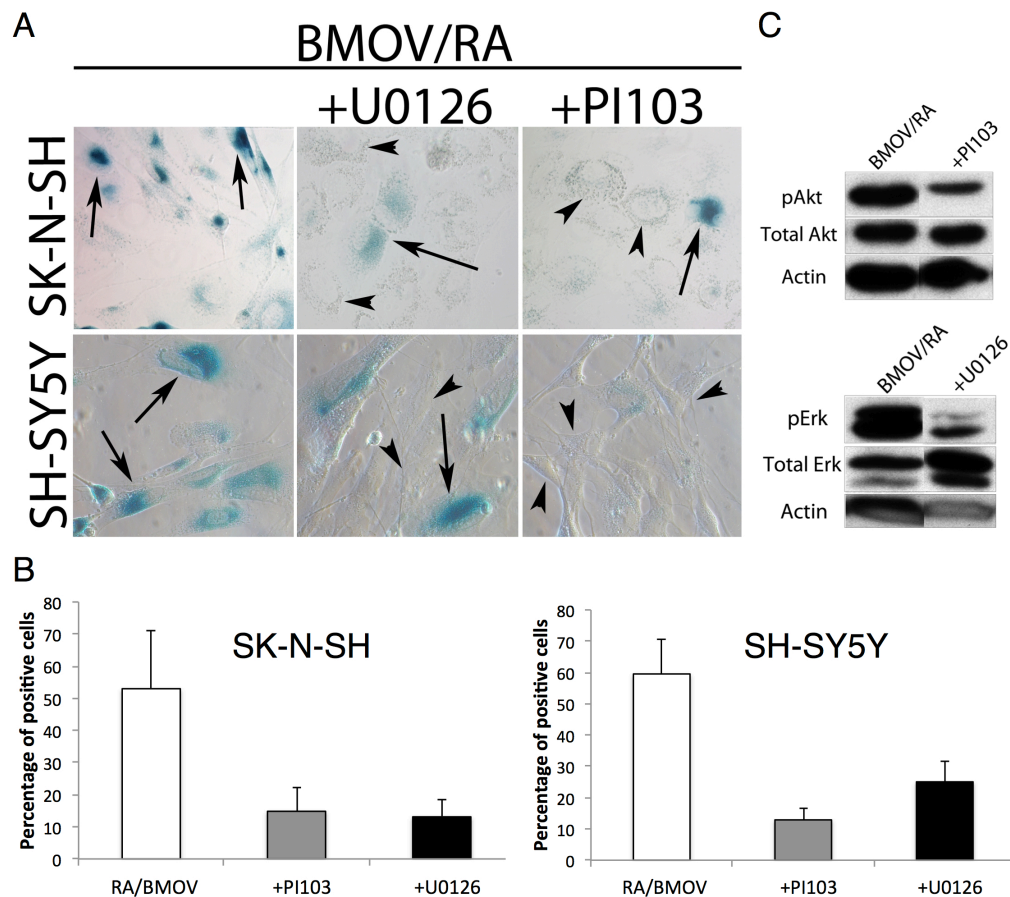 A
BMOV/RA
+U0126
+PI103
SK-N-SH
SH-SY5Y
C
BMOV/RA
+PI103
pAkt
Total Akt
Actin
BMOV/RA
+U0126
pErk
Total Erk
Actin
B
Percentage of positive cells
80
70
60
50
40
30
20
10
0
SK-N-SH
RA/BMOV
+PI103
+U0126
Percentage of positive cells
80
70
60
50
40
30
20
10
0
SH-SY5Y
RA/BMOV
+PI103
+U0126